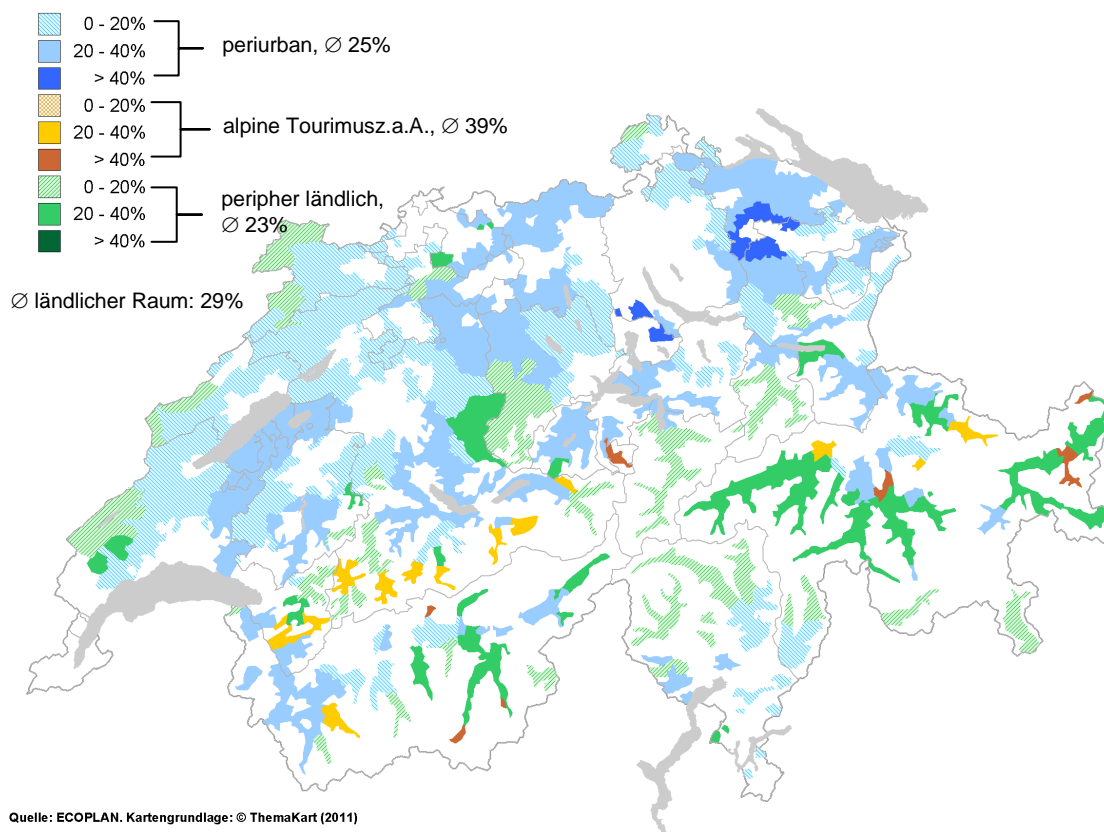 0 - 20%
20 - 40%
> 40%
periurban, ∅ 25%
0 - 20%
20 - 40%
> 40%
alpine Tourimusz.a.A., ∅ 39%
0 - 20%
20 - 40%
> 40%
peripher ländlich,
∅ 23%
∅ ländlicher Raum: 29%
Quelle: ECOPLAN. Kartengrundlage: © ThemaKart (2011)